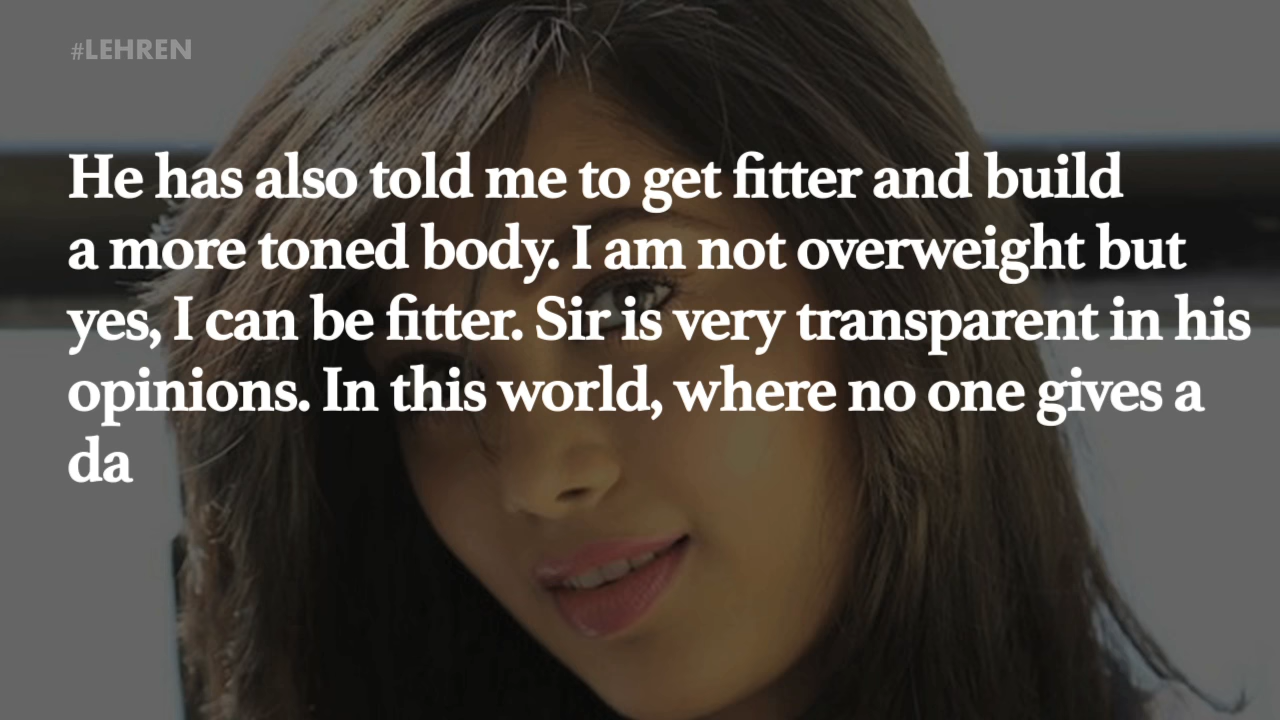 #LEHREN
He has also told me to get fitter and build
a more toned body. I am not overweight but
yes, I can be fitter. Sir is very transparent in his
opinions. In this world, where no one gives a
da